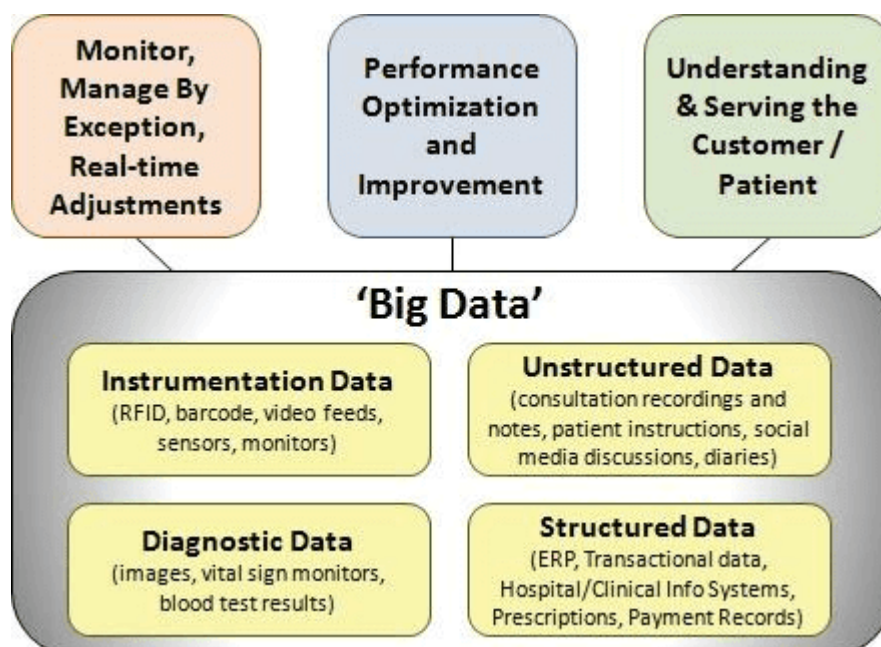 Monitor,
Manage By
Exception,
Real-time
Adjustments
Performance
Optimization
and
Improvement
Understanding
& Serving the
Customer /
Patient
‘Big Data’
Instrumentation Data
(RFID, barcode, video feeds,
sensors, monitors)
Unstructured Data
(consultation recordings and
notes, patient instructions, social
media discussions, diaries)
Diagnostic Data
(images, vital sign monitors,
blood test results)
Structured Data
(ERP, Transactional data,
Hospital/Clinical Info Systems,
Prescriptions, Payment Records)